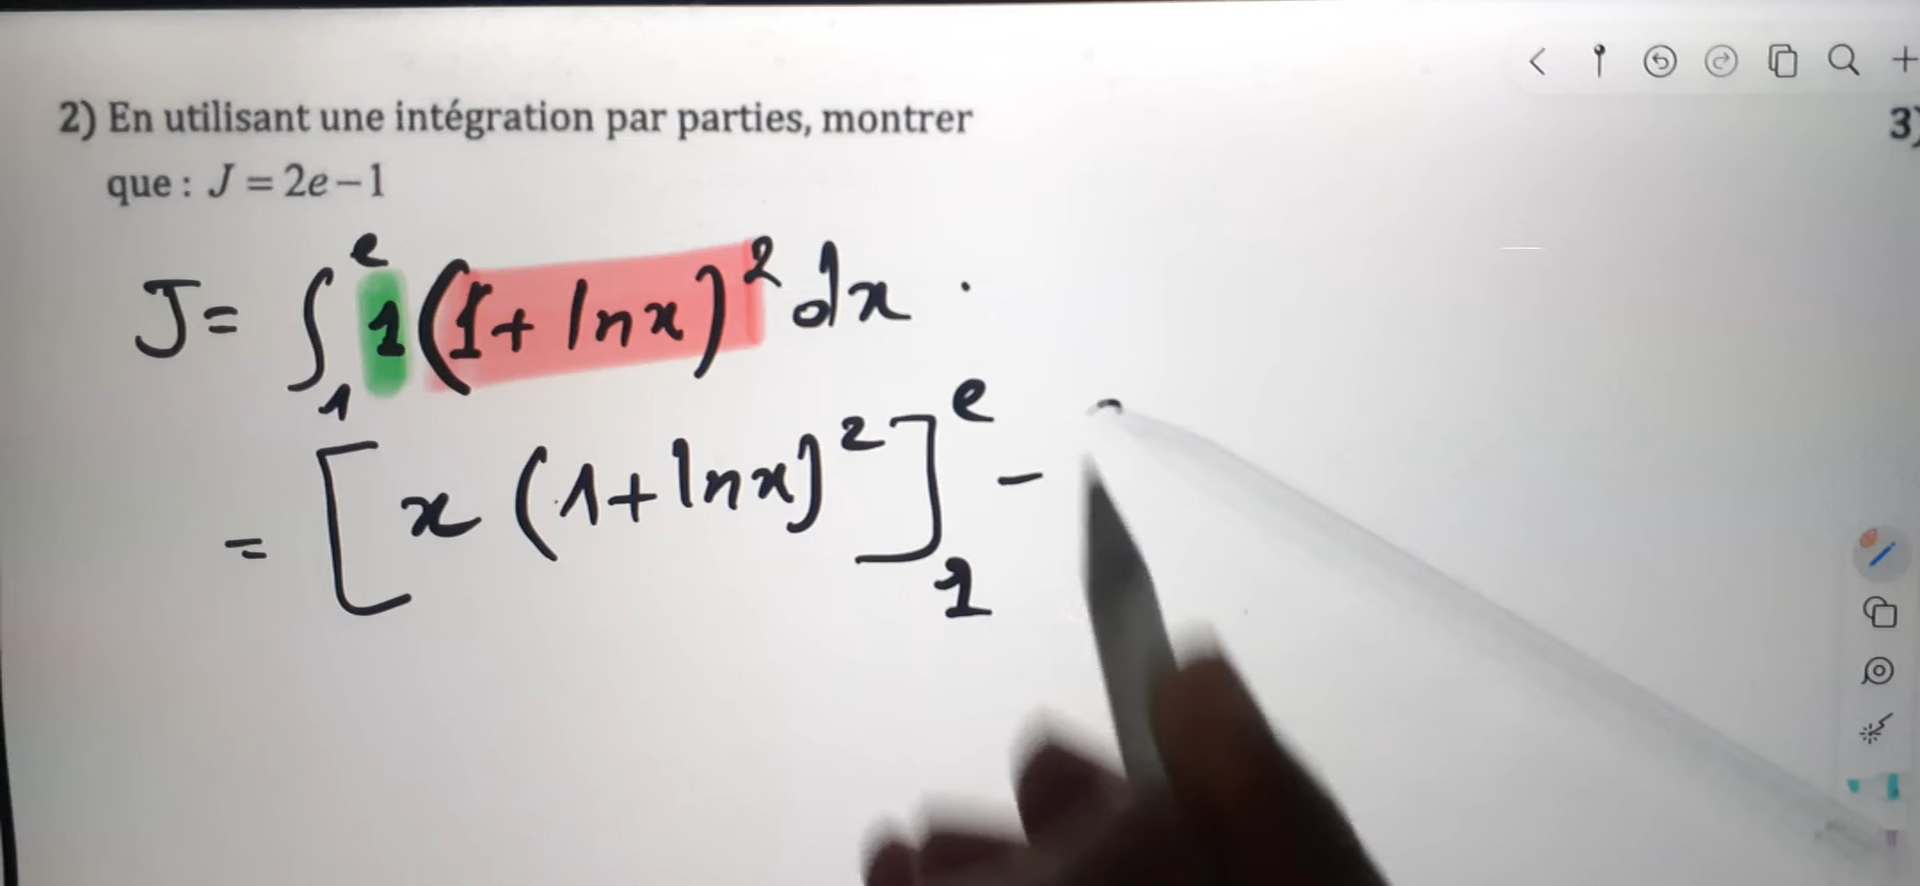 2) En utilisant une intégration par parties, montrer
que : J = 2e − 1
3)
J = ∫₁ᵉ 1(1 + ln x)² dx .
= [x (1 + ln x)²]₁ᵉ −